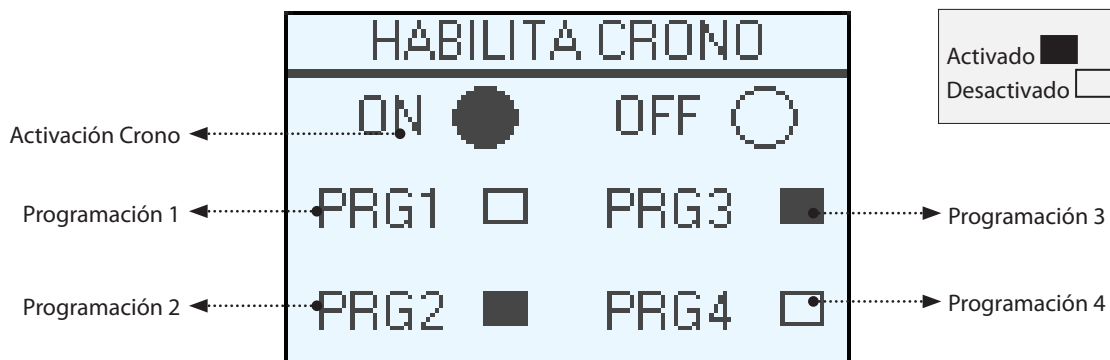 HABILITA CRONO
Activado
Desactivado
ON OFF
Activación Crono
PRG1 PRG3
Programación 1
Programación 3
PRG2 PRG4
Programación 2
Programación 4